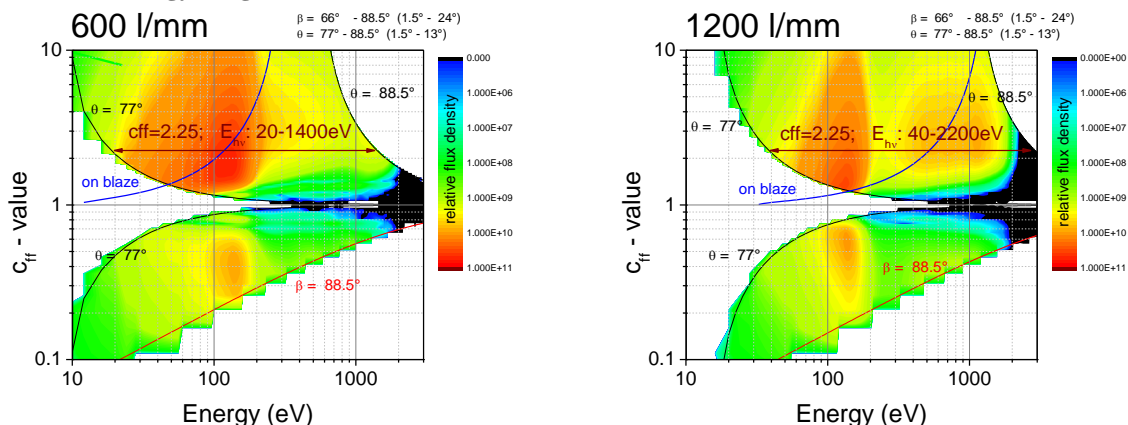 600 l/mm
β = 66° - 88.5° (1.5° - 24°)
θ = 77° - 88.5° (1.5° - 13°)
10
1
0.1
c_ff - value
θ = 77°
θ = 88.5°
cff=2.25; E_hν: 20-1400eV
on blaze
θ = 77°
β = 88.5°
10
100
1000
Energy (eV)
0.000
1.000E+06
1.000E+07
1.000E+08
1.000E+09
1.000E+10
1.000E+11
relative flux density
1200 l/mm
β = 66° - 88.5° (1.5° - 24°)
θ = 77° - 88.5° (1.5° - 13°)
10
1
0.1
c_ff - value
θ = 77°
θ = 88.5°
cff=2.25; E_hν: 40-2200eV
on blaze
θ = 77°
β = 88.5°
10
100
1000
Energy (eV)
0.000
1.000E+06
1.000E+07
1.000E+08
1.000E+09
1.000E+10
1.000E+11
relative flux density